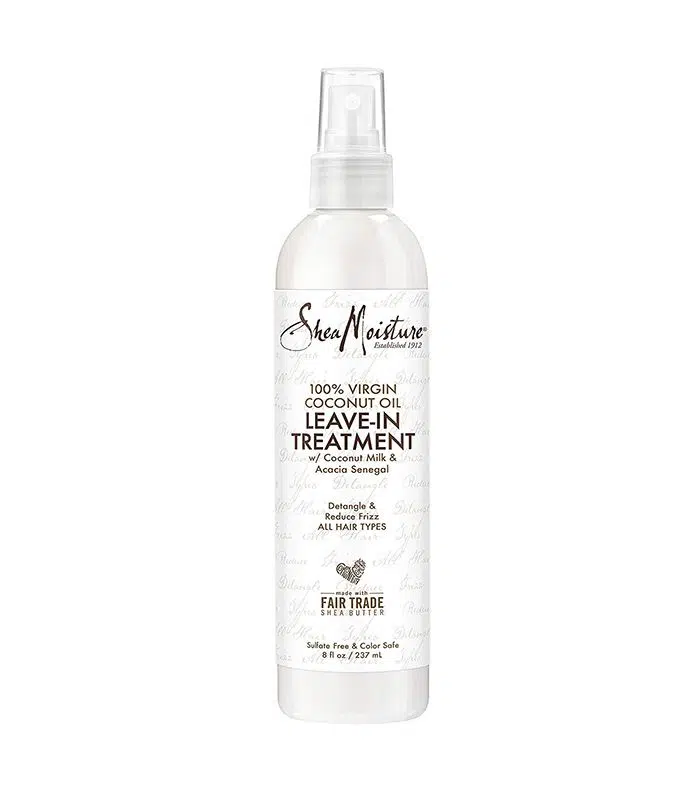 SheaMoisture®
Established 1912
100% VIRGIN
COCONUT OIL
LEAVE-IN
TREATMENT
w/ Coconut Milk &
Acacia Senegal
Detangle &
Reduce Frizz
ALL HAIR TYPES
made with
FAIR TRADE
SHEA BUTTER
Sulfate Free & Color Safe
8 fl oz / 237 mL